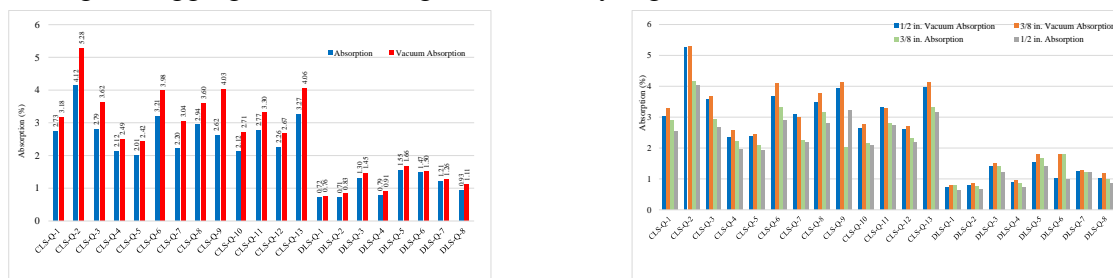 6
5
4
3
2
1
0
Absorption (%)
Absorption
Vacuum Absorption
2.73
3.18
4.12
5.28
2.79
3.62
2.12
2.49
2.01
2.42
3.21
3.98
2.20
3.04
2.94
3.60
2.62
4.03
2.12
2.71
2.77
3.30
2.26
2.67
3.27
4.06
0.72
0.76
0.71
0.83
1.30
1.45
0.79
0.91
1.55
1.66
1.47
1.50
1.21
1.26
0.93
1.11
CLS-Q-1
CLS-Q-2
CLS-Q-3
CLS-Q-4
CLS-Q-5
CLS-Q-6
CLS-Q-7
CLS-Q-8
CLS-Q-9
CLS-Q-10
CLS-Q-11
CLS-Q-12
CLS-Q-13
DLS-Q-1
DLS-Q-2
DLS-Q-3
DLS-Q-4
DLS-Q-5
DLS-Q-6
DLS-Q-7
DLS-Q-8
6
5
4
3
2
1
0
Absorption (%)
1/2 in. Vacuum Absorption
3/8 in. Vacuum Absorption
3/8 in. Absorption
1/2 in. Absorption
CLS-Q-1
CLS-Q-2
CLS-Q-3
CLS-Q-4
CLS-Q-5
CLS-Q-6
CLS-Q-7
CLS-Q-8
CLS-Q-9
CLS-Q-10
CLS-Q-11
CLS-Q-12
CLS-Q-13
DLS-Q-1
DLS-Q-2
DLS-Q-3
DLS-Q-4
DLS-Q-5
DLS-Q-6
DLS-Q-7
DLS-Q-8